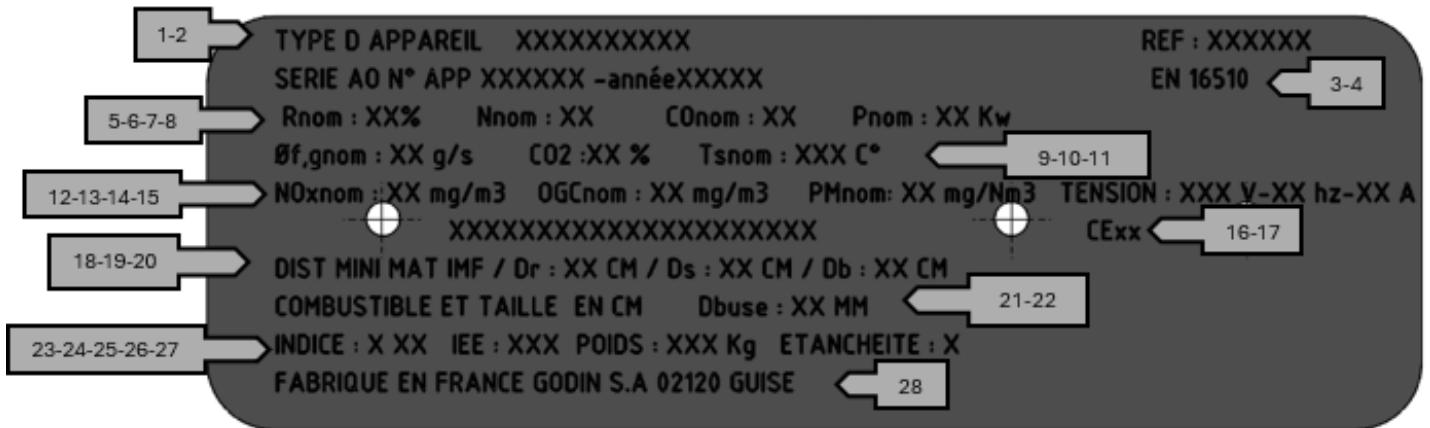 1-2 TYPE D APPAREIL XXXXXXXXXX REF : XXXXXX
SERIE AO N° APP XXXXXX -annéeXXXXX EN 16510 3-4
5-6-7-8 Rnom : XX% Nnom : XX COnom : XX Pnom : XX Kw
Øf,gnom : XX g/s CO2 :XX % Tsnom : XXX C° 9-10-11
12-13-14-15 NOxnom : XX mg/m3 OGCnom : XX mg/m3 PMnom: XX mg/Nm3 TENSION : XXX V-XX hz-XX A
XXXXXXXXXXXXXXXXXXXXX CExx 16-17
18-19-20 DIST MINI MAT IMF / Dr : XX CM / Ds : XX CM / Db : XX CM
COMBUSTIBLE ET TAILLE EN CM Dbuse : XX MM 21-22
23-24-25-26-27 INDICE : X XX IEE : XXX POIDS : XXX Kg ETANCHEITE : X
FABRIQUE EN FRANCE GODIN S.A 02120 GUISE 28